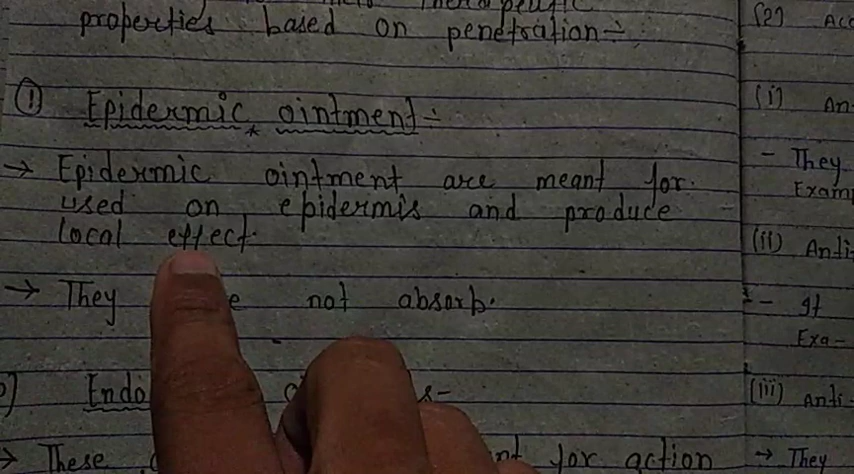 properties based on penetration:-
① Epidermic ointment:-
→ Epidermic ointment are meant for
used on epidermis and produce
local effect.
→ They not absorb.
Endo
→ These for action
(2) Acc
(i) An
- They
Exam
(ii) Anti-
- It
Exa-
(iii) Anti-
→ They